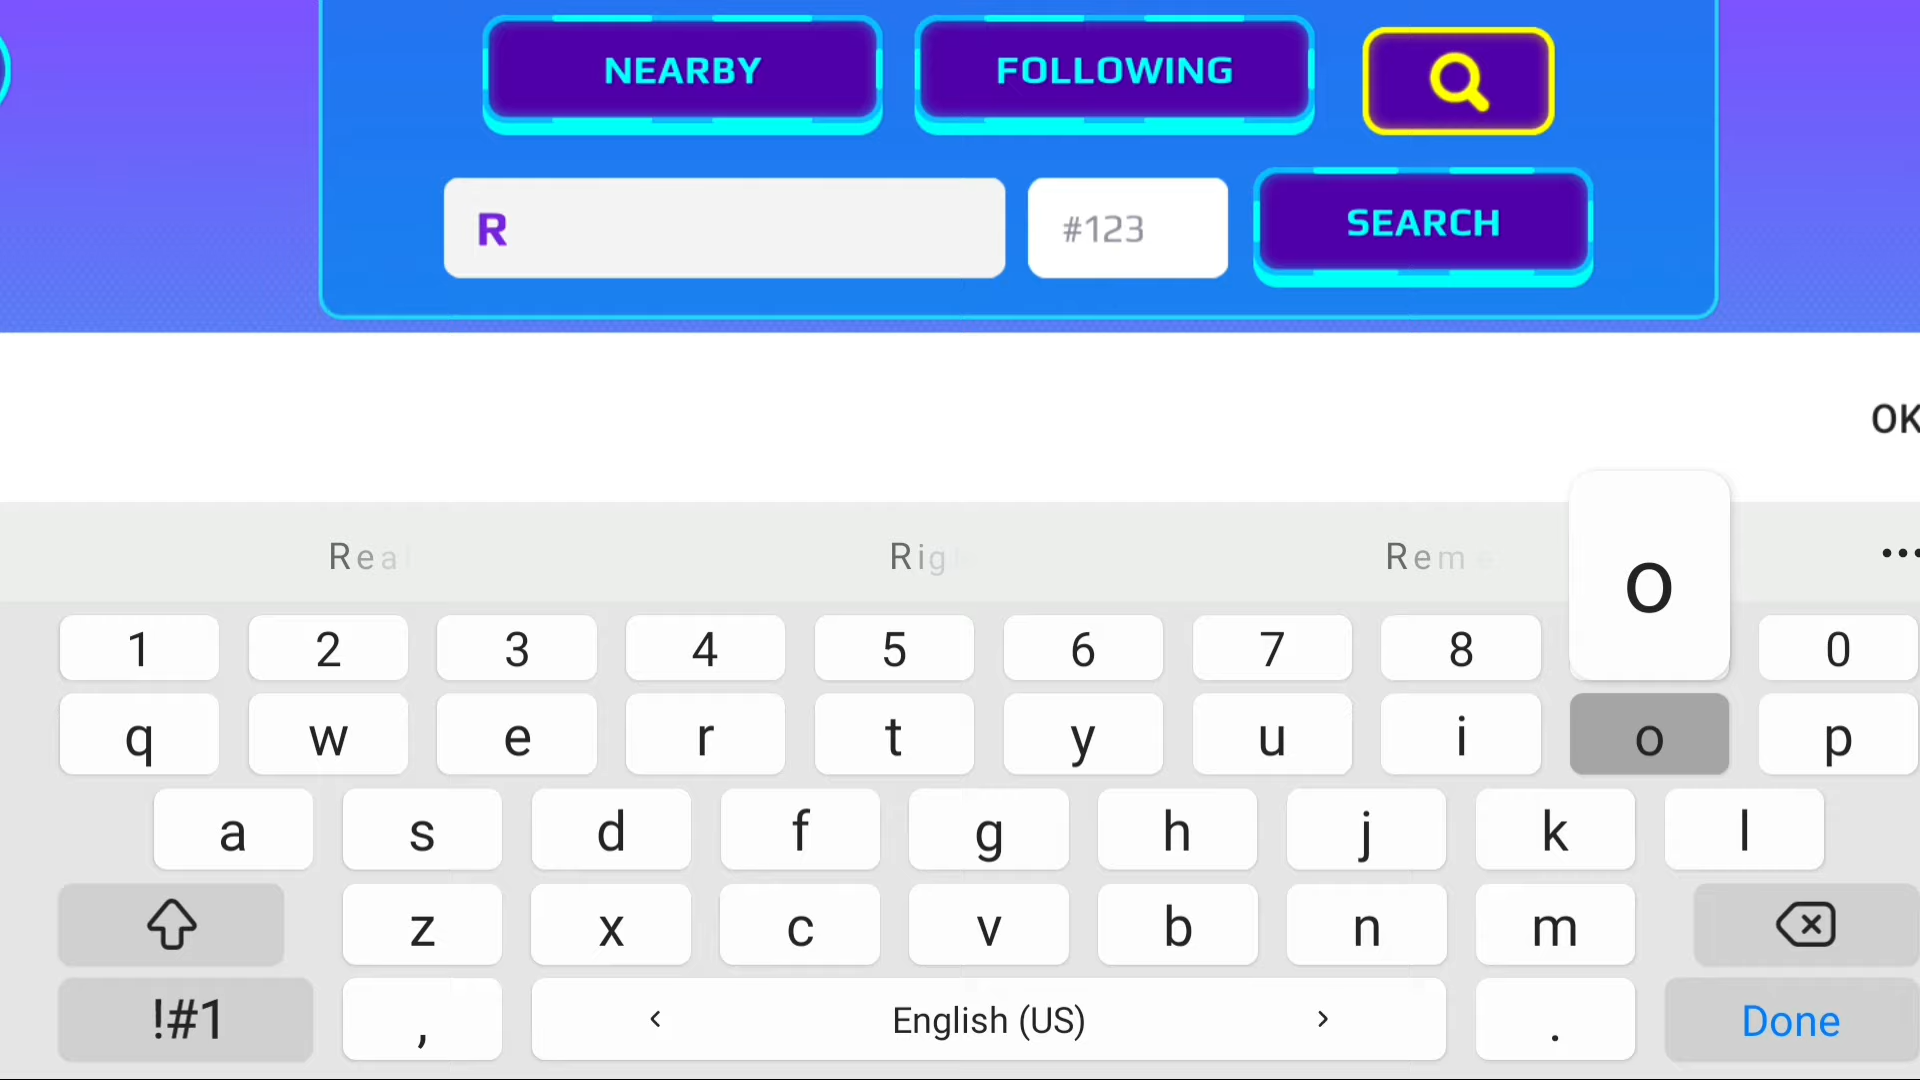 NEARBY FOLLOWING
R #123 SEARCH
OK
Rea Rig Rem
o
1 2 3 4 5 6 7 8 0
q w e r t y u i o p
a s d f g h j k l
z x c v b n m
!#1 , < English (US) > . Done